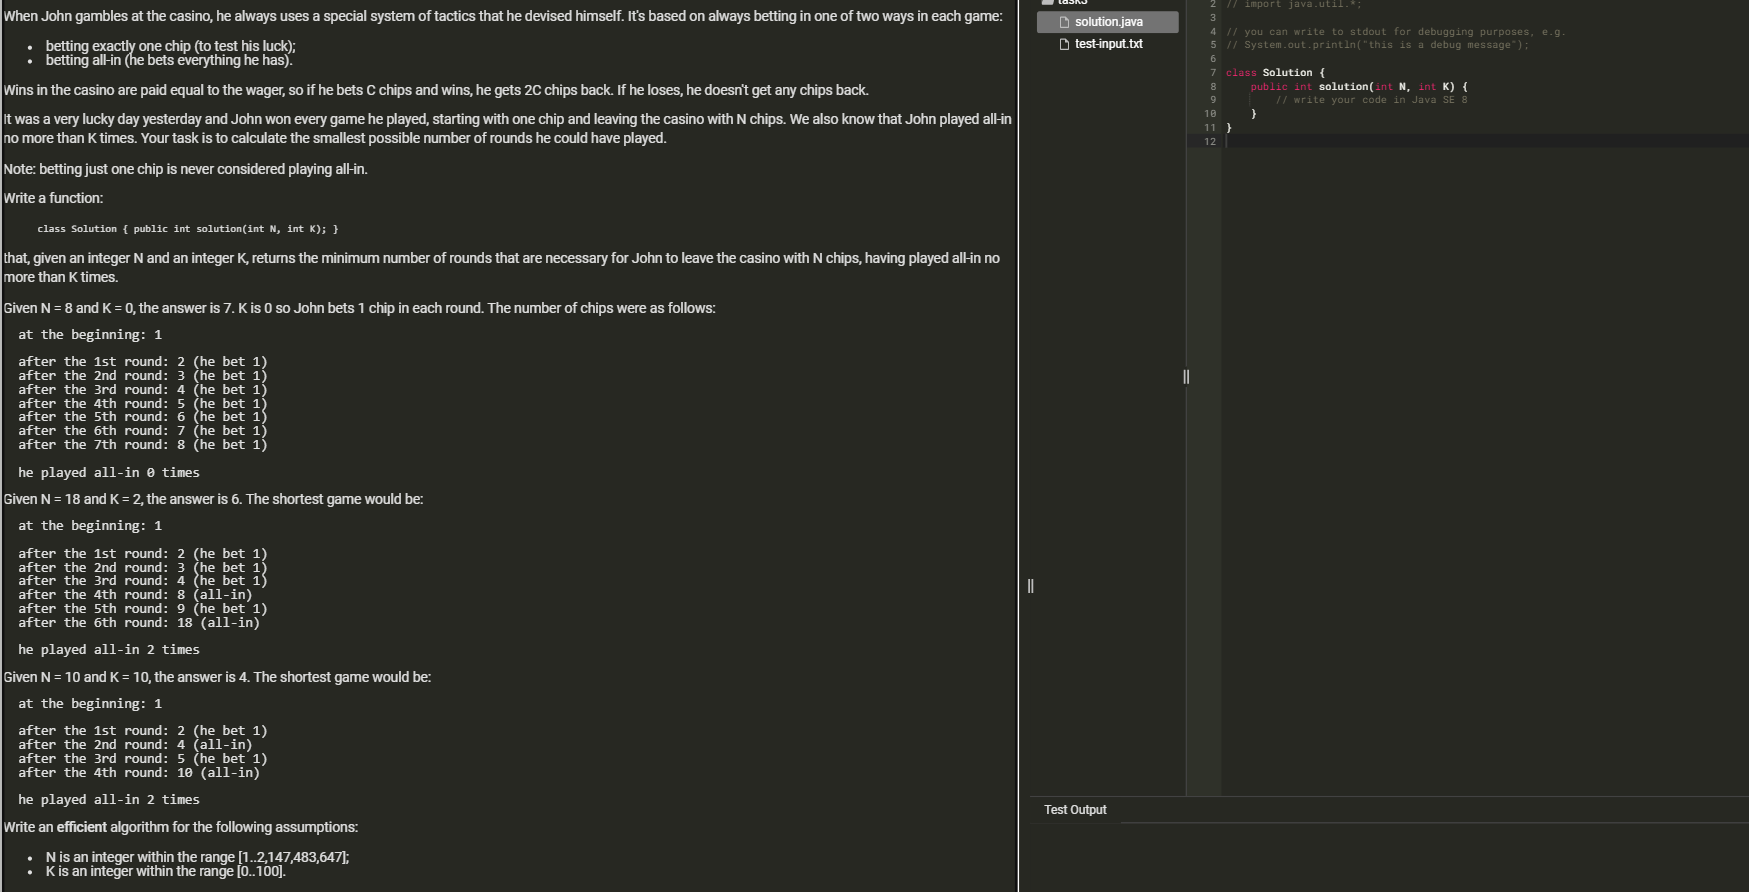 When John gambles at the casino, he always uses a special system of tactics that he devised himself. It's based on always betting in one of two ways in each game:
• betting exactly one chip (to test his luck);
• betting all-in (he bets everything he has).
Wins in the casino are paid equal to the wager, so if he bets C chips and wins, he gets 2C chips back. If he loses, he doesn't get any chips back.
It was a very lucky day yesterday and John won every game he played, starting with one chip and leaving the casino with N chips. We also know that John played all-in
no more than K times. Your task is to calculate the smallest possible number of rounds he could have played.
Note: betting just one chip is never considered playing all-in.
Write a function:
class Solution { public int solution(int N, int K); }
that, given an integer N and an integer K, returns the minimum number of rounds that are necessary for John to leave the casino with N chips, having played all-in no
more than K times.
Given N = 8 and K = 0, the answer is 7. K is 0 so John bets 1 chip in each round. The number of chips were as follows:
at the beginning: 1
after the 1st round: 2 (he bet 1)
after the 2nd round: 3 (he bet 1)
after the 3rd round: 4 (he bet 1)
after the 4th round: 5 (he bet 1)
after the 5th round: 6 (he bet 1)
after the 6th round: 7 (he bet 1)
after the 7th round: 8 (he bet 1)
he played all-in 0 times
Given N = 18 and K = 2, the answer is 6. The shortest game would be:
at the beginning: 1
after the 1st round: 2 (he bet 1)
after the 2nd round: 3 (he bet 1)
after the 3rd round: 4 (he bet 1)
after the 4th round: 8 (all-in)
after the 5th round: 9 (he bet 1)
after the 6th round: 18 (all-in)
he played all-in 2 times
Given N = 10 and K = 10, the answer is 4. The shortest game would be:
at the beginning: 1
after the 1st round: 2 (he bet 1)
after the 2nd round: 4 (all-in)
after the 3rd round: 5 (he bet 1)
after the 4th round: 10 (all-in)
he played all-in 2 times
Write an efficient algorithm for the following assumptions:
• N is an integer within the range [1..2,147,483,647];
• K is an integer within the range [0..100].
task3
solution.java
test-input.txt
2 // import java.util.*;
3
4 // you can write to stdout for debugging purposes, e.g.
5 // System.out.println("this is a debug message");
6
7 class Solution {
8 public int solution(int N, int K) {
9 // write your code in Java SE 8
10 }
11 }
12
Test Output